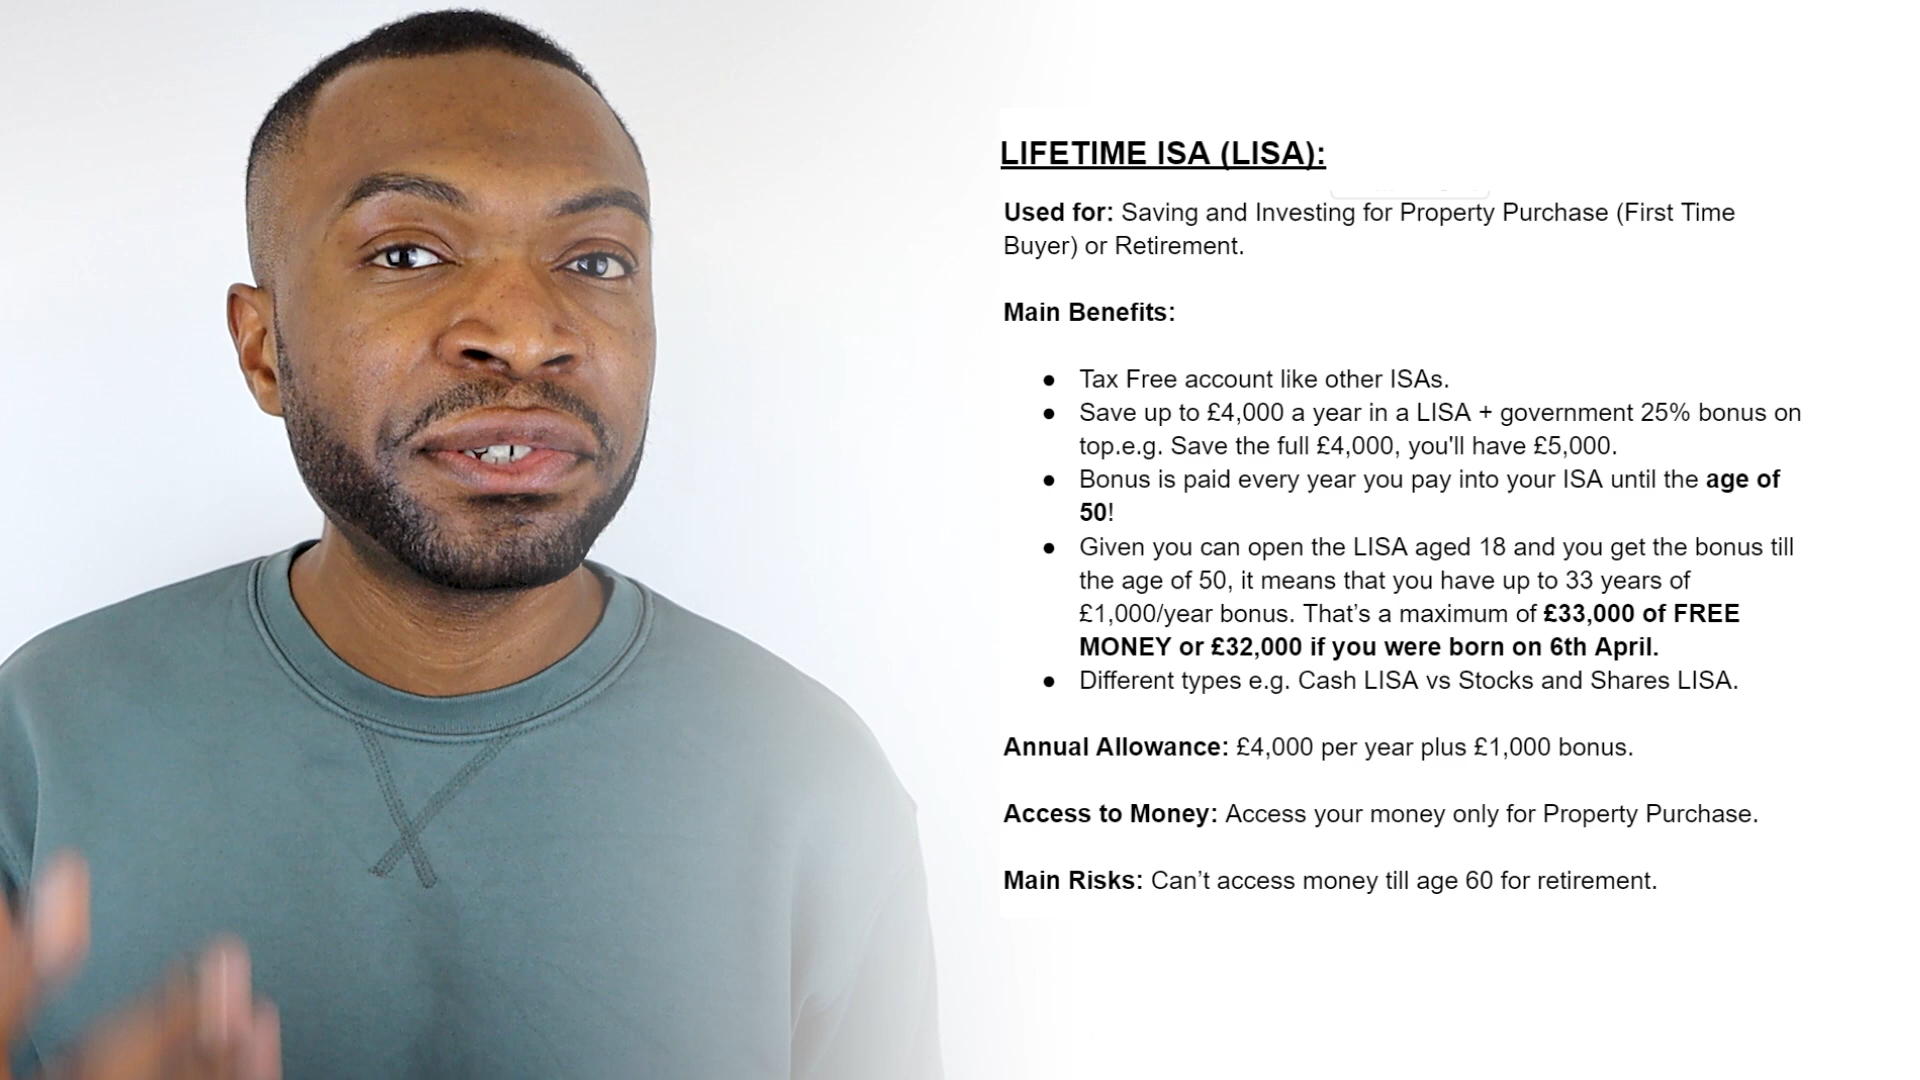 LIFETIME ISA (LISA):
Used for: Saving and Investing for Property Purchase (First Time
Buyer) or Retirement.
Main Benefits:
● Tax Free account like other ISAs.
● Save up to £4,000 a year in a LISA + government 25% bonus on
top.e.g. Save the full £4,000, you'll have £5,000.
● Bonus is paid every year you pay into your ISA until the age of
50!
● Given you can open the LISA aged 18 and you get the bonus till
the age of 50, it means that you have up to 33 years of
£1,000/year bonus. That’s a maximum of £33,000 of FREE
MONEY or £32,000 if you were born on 6th April.
● Different types e.g. Cash LISA vs Stocks and Shares LISA.
Annual Allowance: £4,000 per year plus £1,000 bonus.
Access to Money: Access your money only for Property Purchase.
Main Risks: Can’t access money till age 60 for retirement.